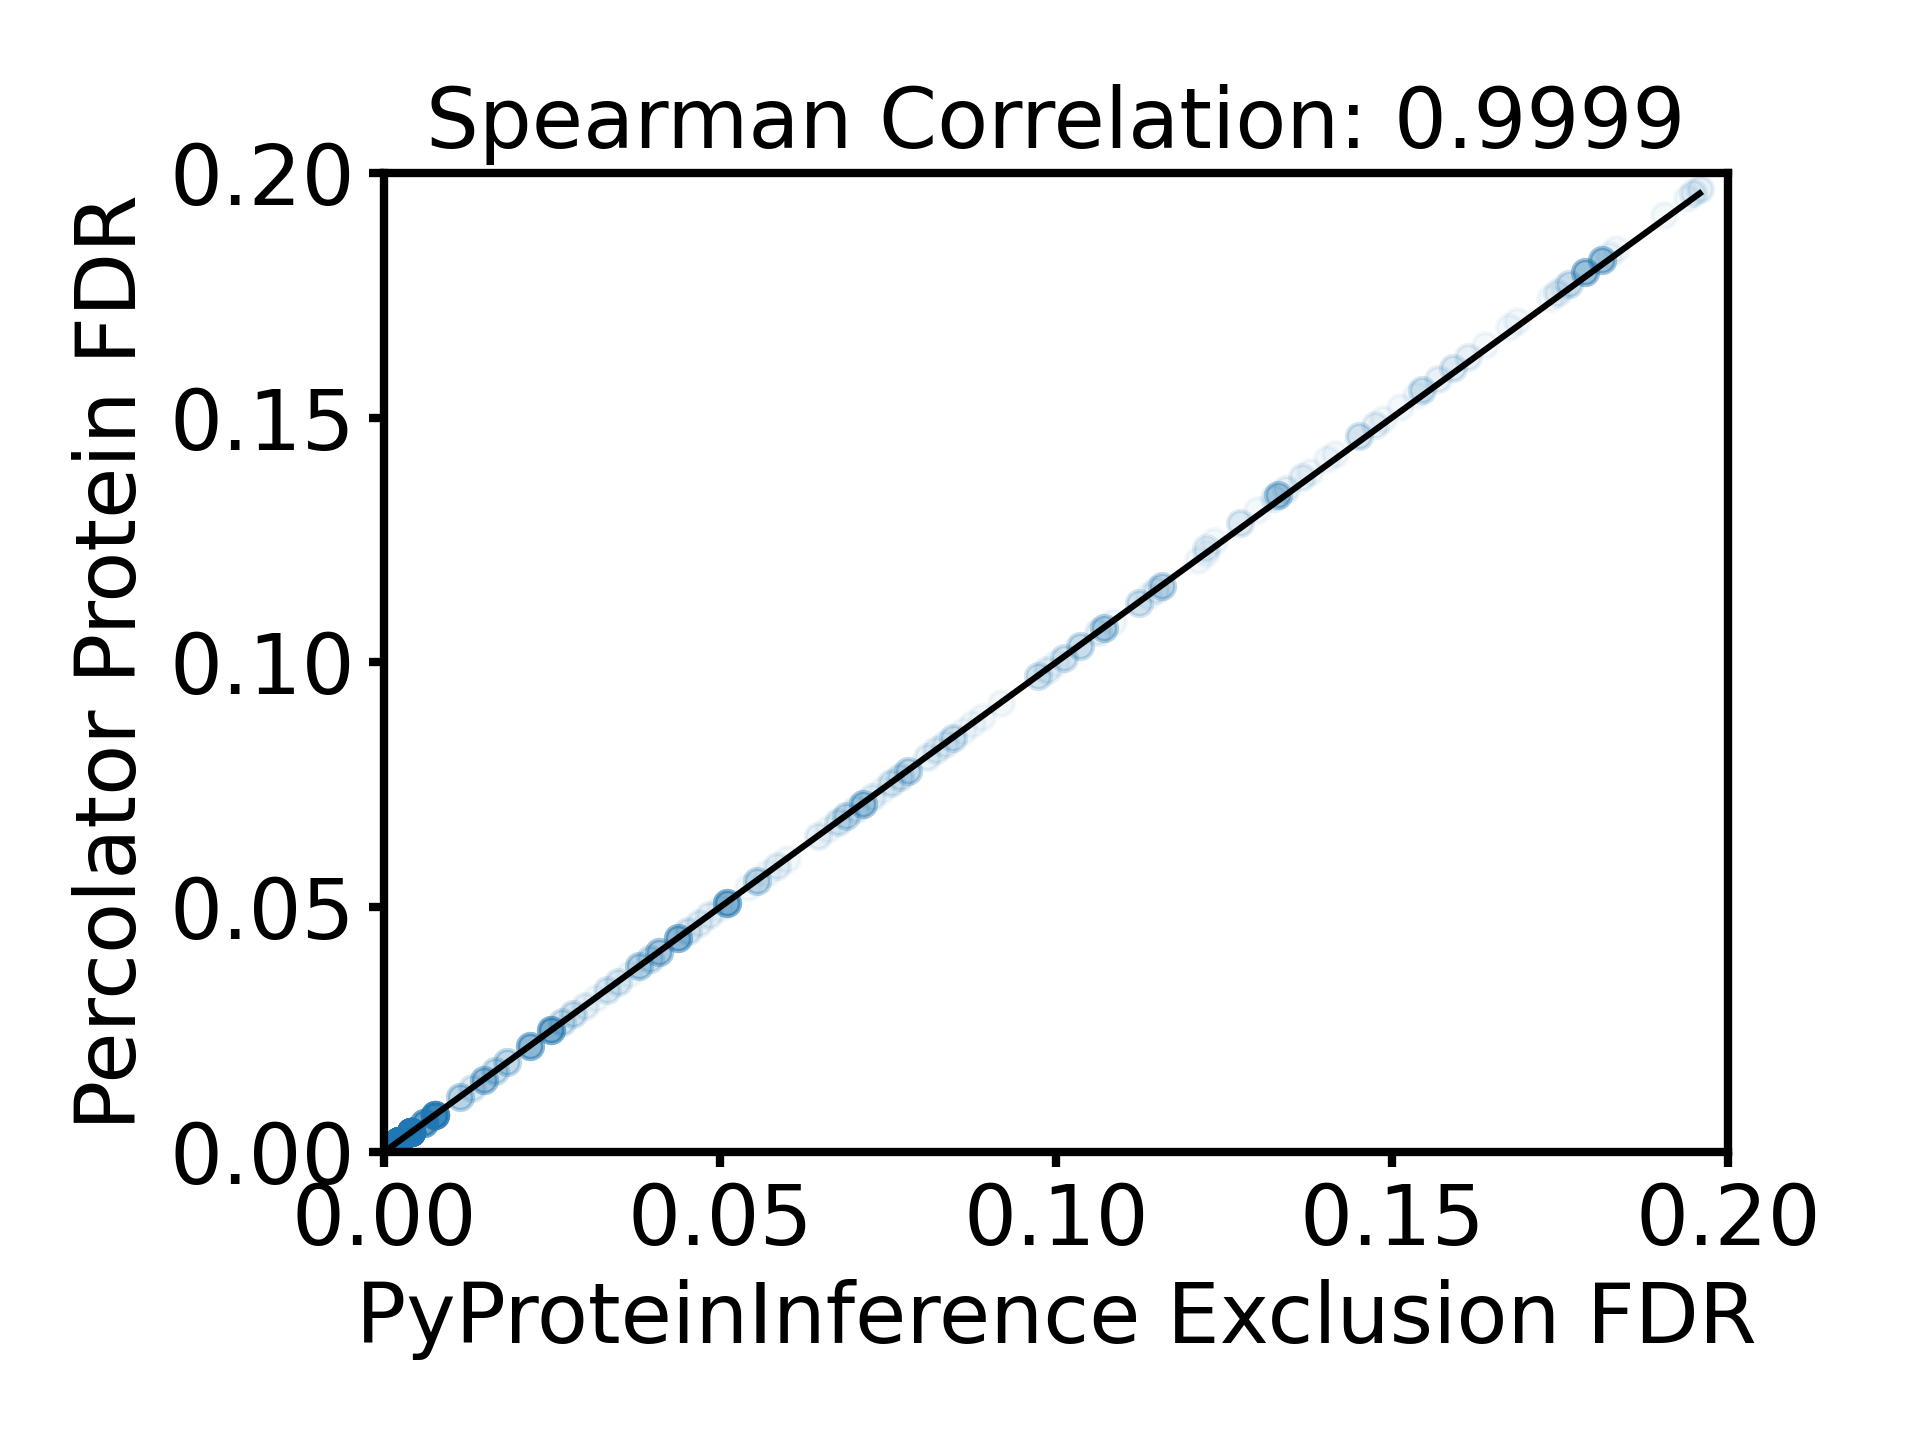 Spearman Correlation: 0.9999
Percolator Protein FDR
0.20
0.15
0.10
0.05
0.00
0.00 0.05 0.10 0.15 0.20
PyProteinInference Exclusion FDR